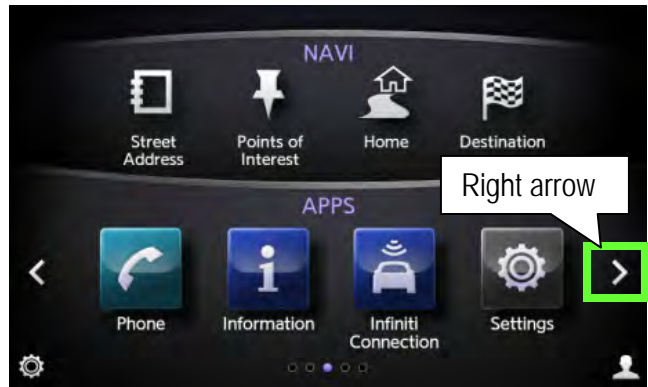 NAVI
Street
Address
Points of
Interest
Home
Destination
Right arrow
APPS
Phone
Information
Infiniti
Connection
Settings